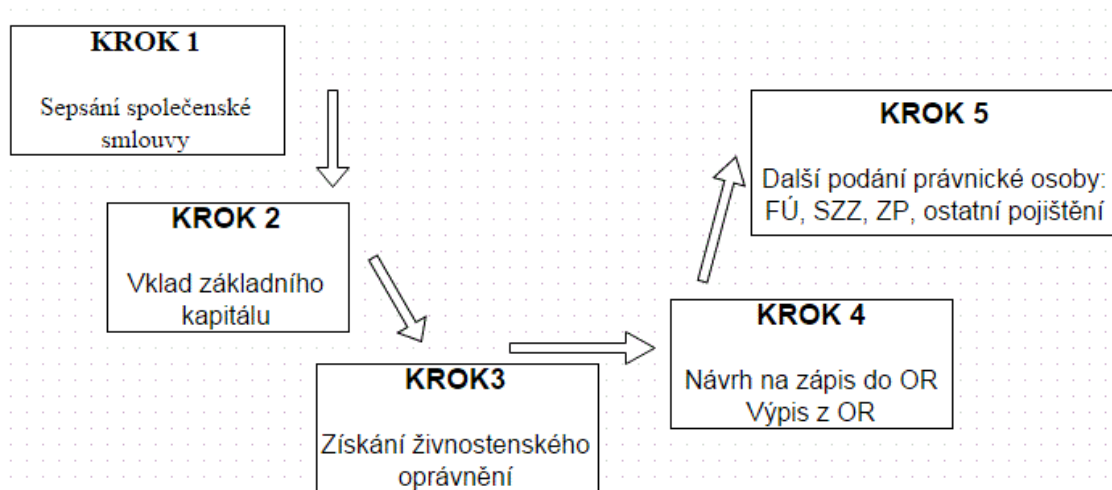 KROK 1
Sepsání společenské
smlouvy
KROK 2
Vklad základního
kapitálu
KROK3
Získání živnostenského
oprávnění
KROK 4
Návrh na zápis do OR
Výpis z OR
KROK 5
Další podání právnické osoby:
FÚ, SZZ, ZP, ostatní pojištění